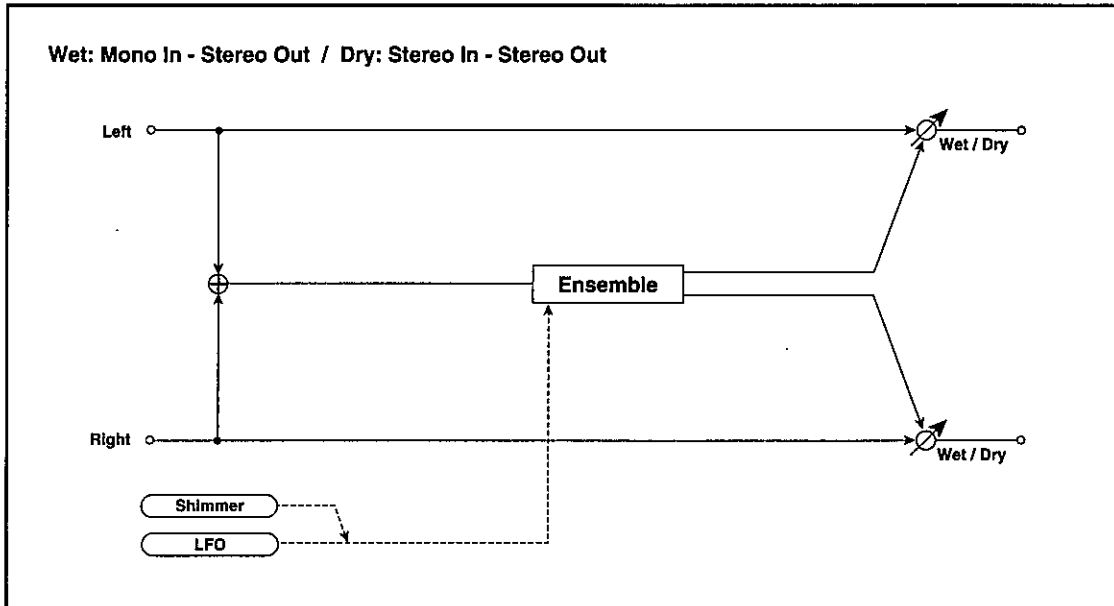 Wet: Mono In - Stereo Out / Dry: Stereo In - Stereo Out
Left
Wet / Dry
Ensemble
Right
Wet / Dry
Shimmer
LFO